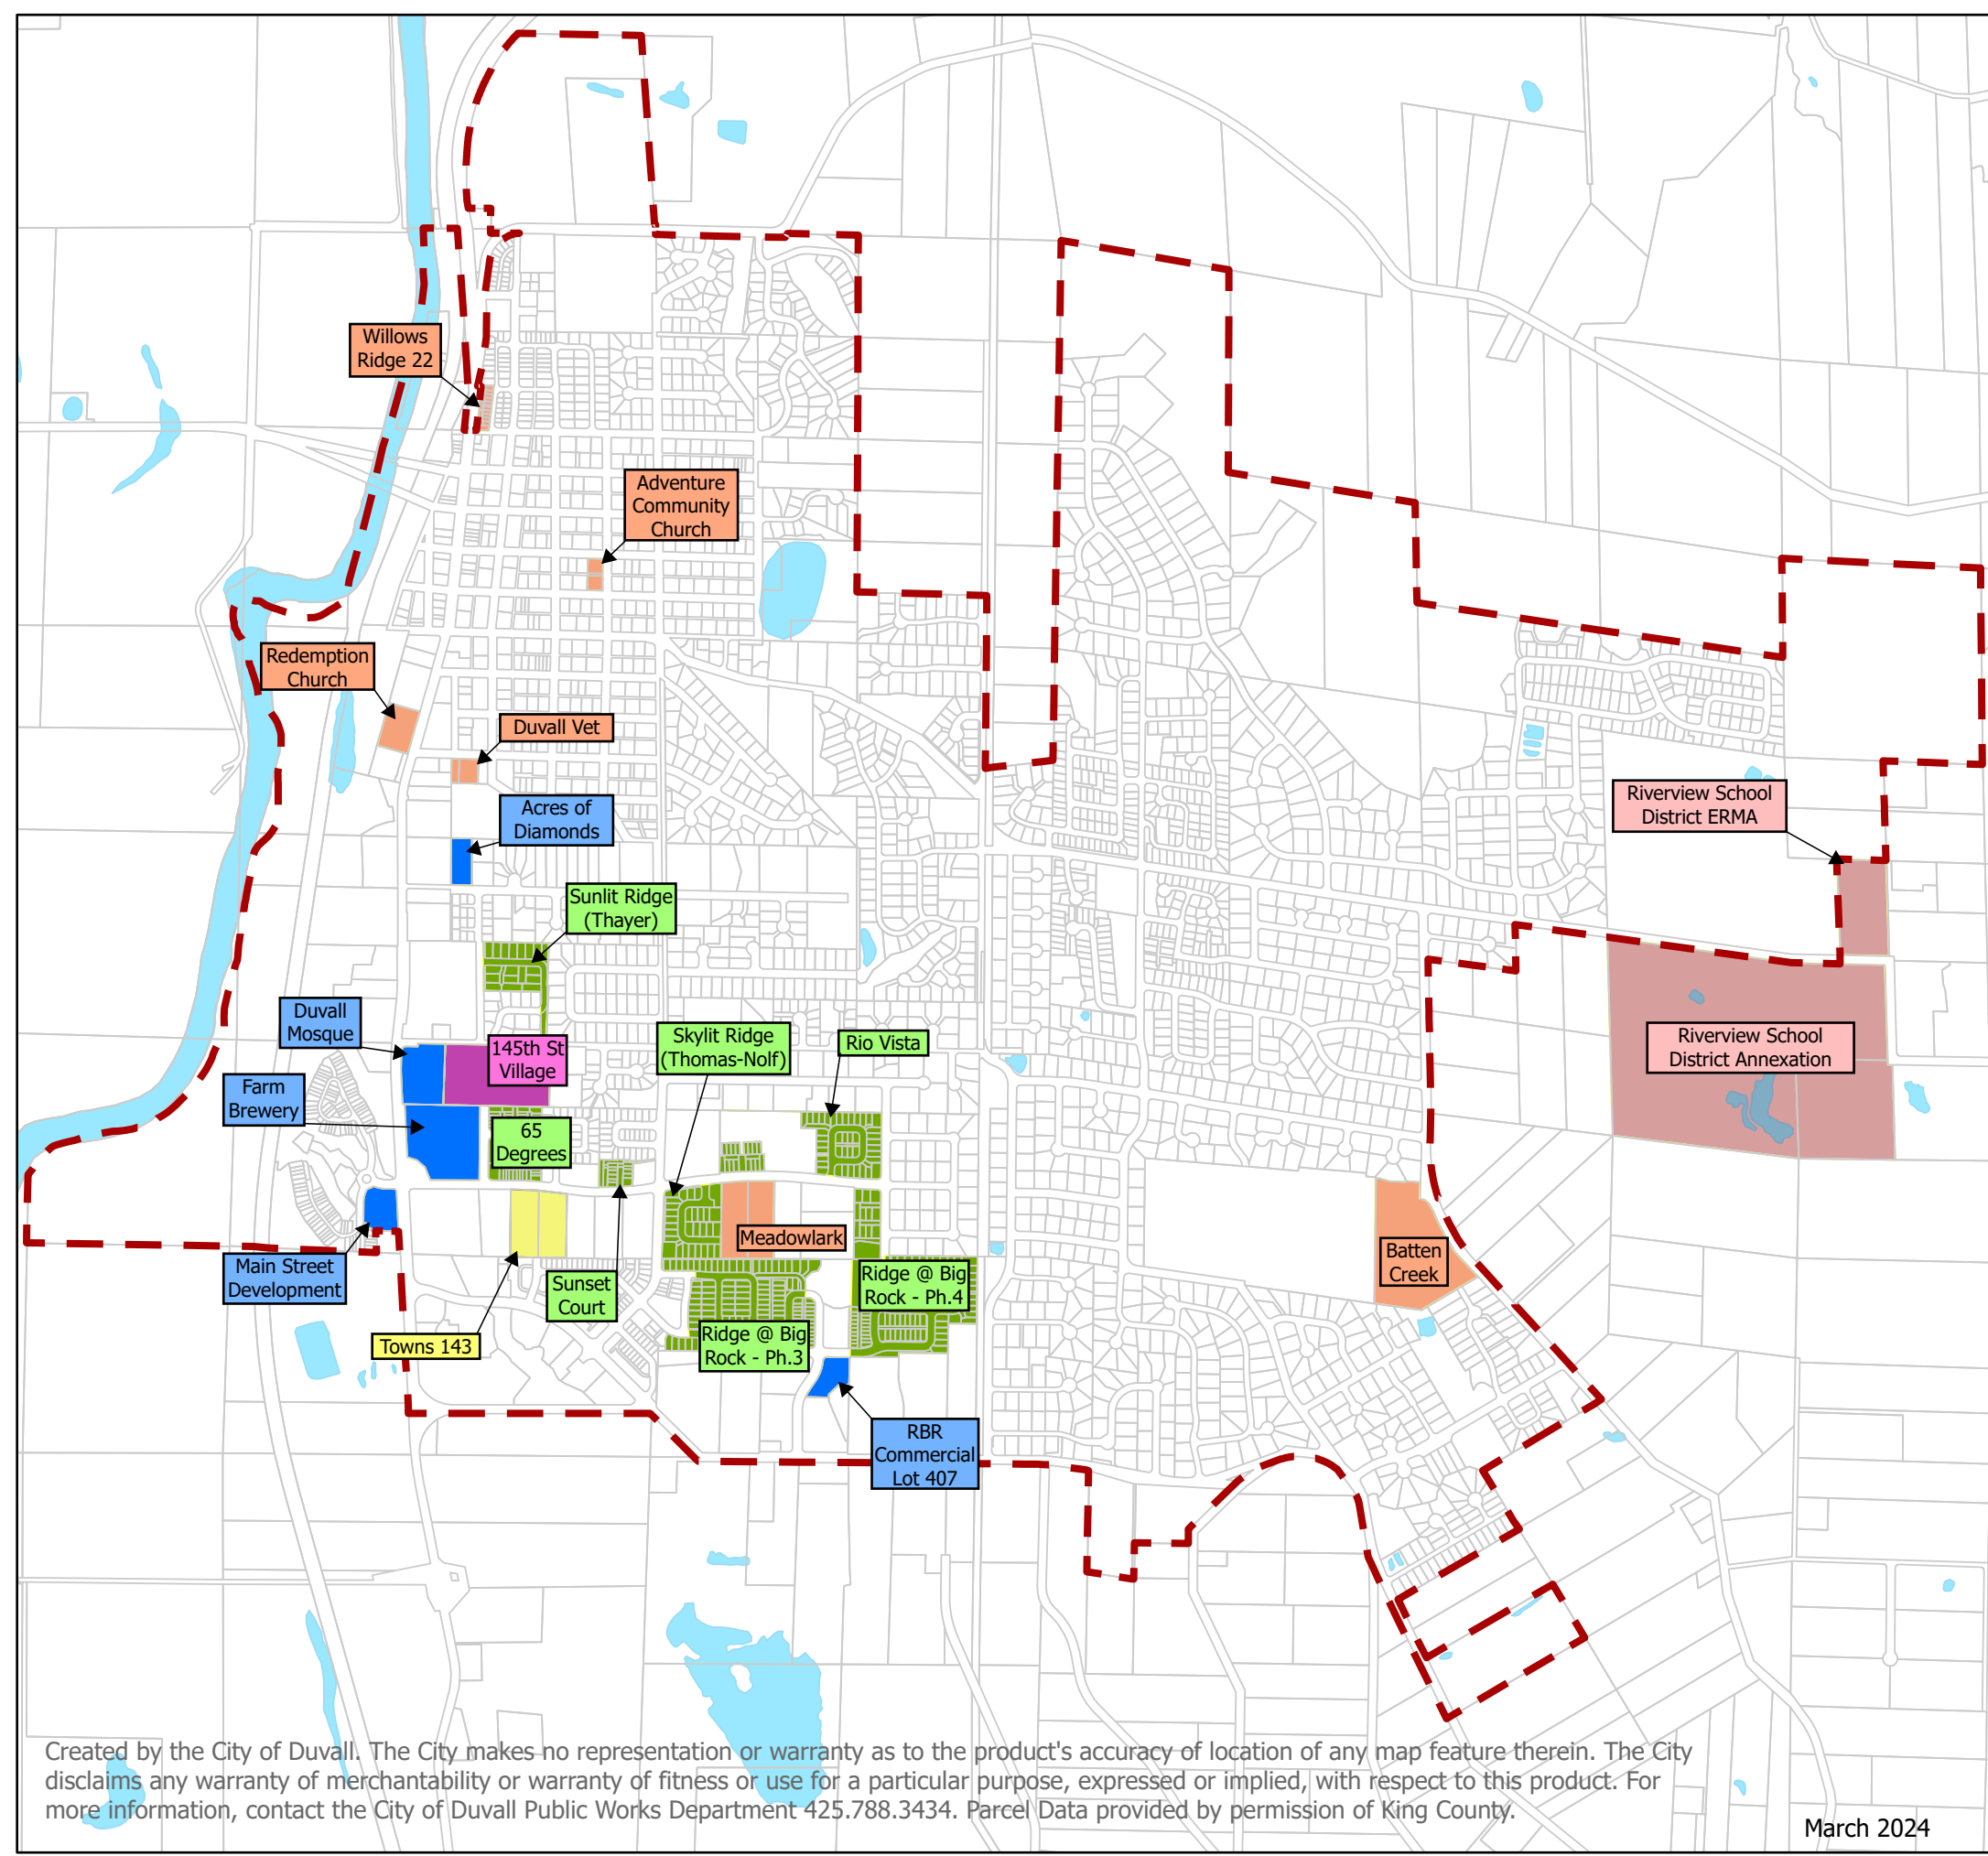 Willows
Ridge 22
Adventure
Community
Church
Redemption
Church
Duvall Vet
Acres of
Diamonds
Riverview School
District ERMA
Sunlit Ridge
(Thayer)
Duvall
Mosque
145th St
Village
Skylit Ridge
(Thomas-Nolf)
Rio Vista
Riverview School
District Annexation
Farm
Brewery
65
Degrees
Meadowlark
Batten
Creek
Main Street
Development
Sunset
Court
Ridge @ Big
Rock - Ph.4
Towns 143
Ridge @ Big
Rock - Ph.3
RBR
Commercial
Lot 407
Created by the City of Duvall. The City makes no representation or warranty as to the product's accuracy of location of any map feature therein. The City
disclaims any warranty of merchantability or warranty of fitness or use for a particular purpose, expressed or implied, with respect to this product. For
more information, contact the City of Duvall Public Works Department 425.788.3434. Parcel Data provided by permission of King County.
March 2024